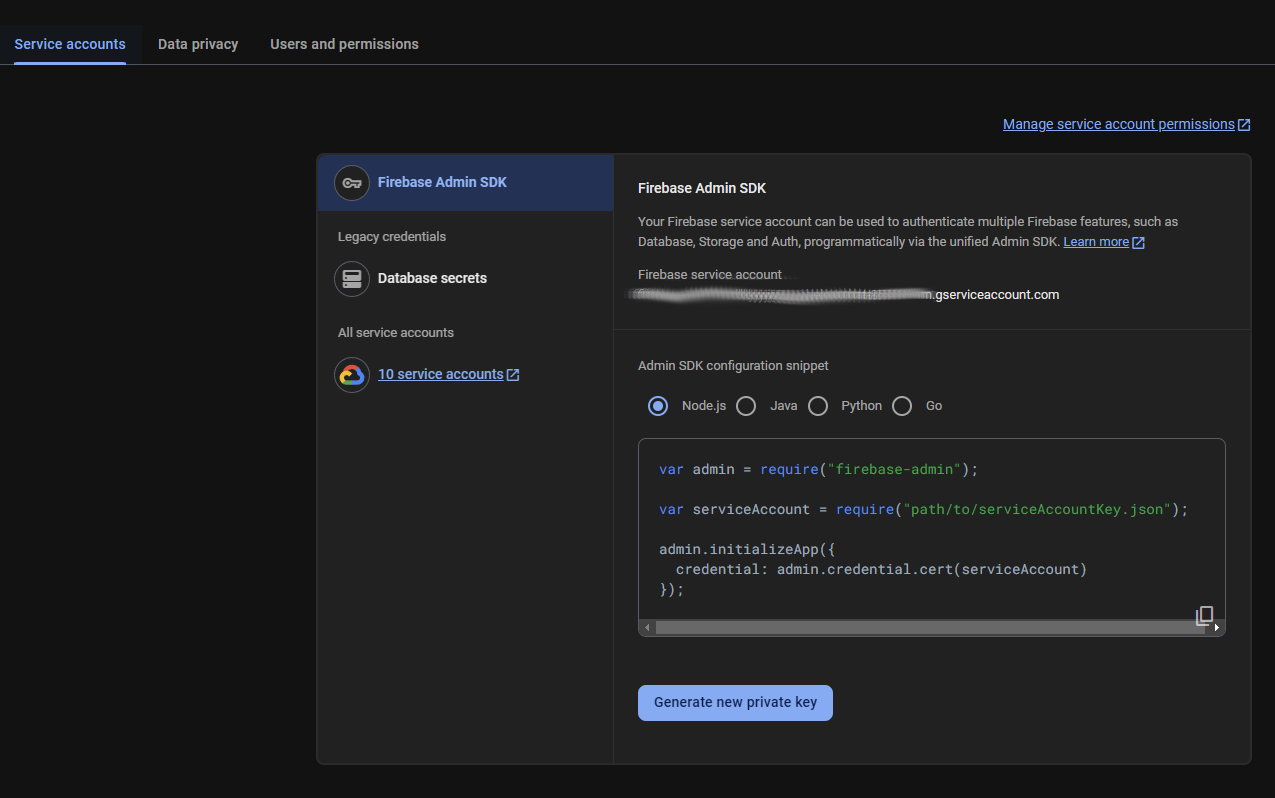 Service accounts
Data privacy
Users and permissions
Manage service account permissions
Firebase Admin SDK
Legacy credentials
Database secrets
All service accounts
10 service accounts
Firebase Admin SDK
Your Firebase service account can be used to authenticate multiple Firebase features, such as
Database, Storage and Auth, programmatically via the unified Admin SDK. Learn more
Firebase service account
.gserviceaccount.com
Admin SDK configuration snippet
Node.js
Java
Python
Go
var admin = require("firebase-admin");
var serviceAccount = require("path/to/serviceAccountKey.json");
admin.initializeApp({
  credential: admin.credential.cert(serviceAccount)
});
Generate new private key